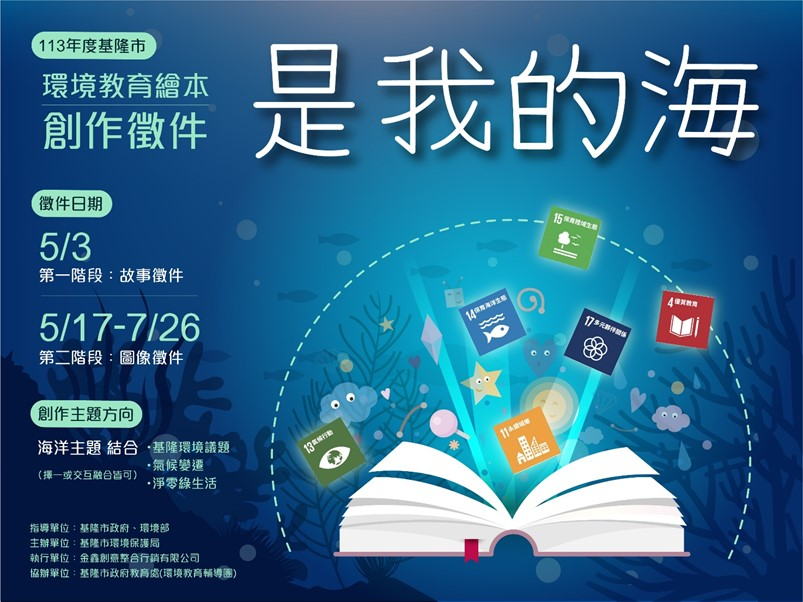 113年度基隆市
環境教育繪本
創作徵件
是我的海
徵件日期
5/3
第一階段：故事徵件
5/17-7/26
第二階段：圖像徵件
創作主題方向
海洋主題 結合
（擇一或交互融合皆可）
·基隆環境議題
·氣候變遷
·淨零綠生活
15 保育陸域生態
14 保育海洋生態
17 多元夥伴關係
4 優質教育
13 氣候行動
11 永續城鄉
指導單位：基隆市政府、環境部
主辦單位：基隆市環境保護局
執行單位：金鑫創意整合行銷有限公司
協辦單位：基隆市政府教育處(環境教育輔導團)